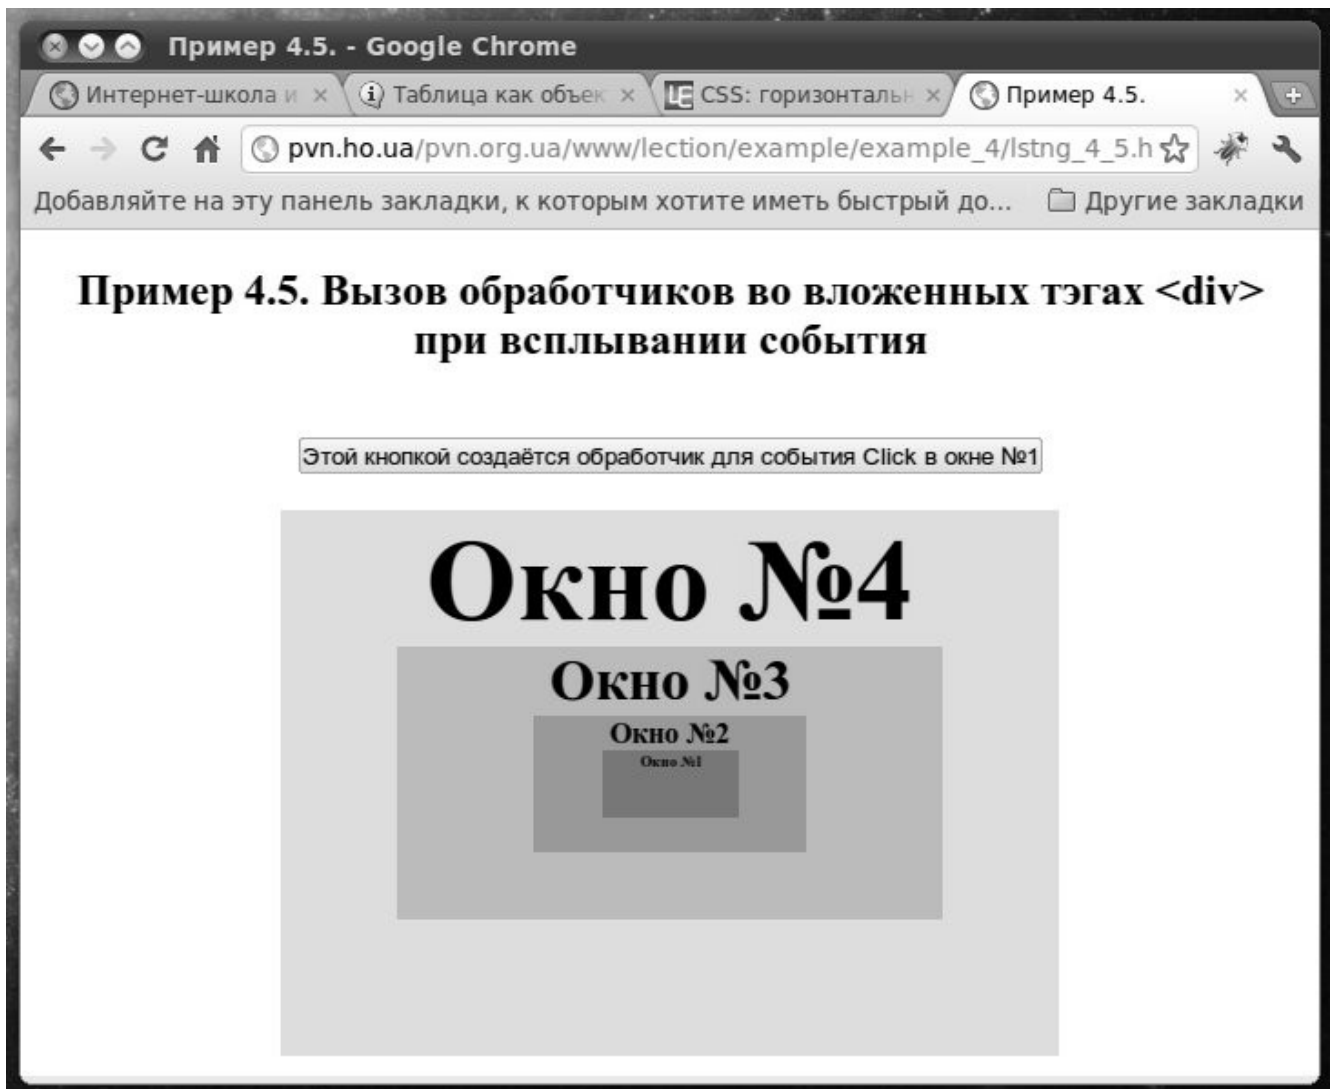 Пример 4.5. - Google Chrome
Интернет-школа и Таблица как объек CSS: горизонтальн Пример 4.5.
pvn.ho.ua/pvn.org.ua/www/lection/example/example_4/lstng_4_5.h
Добавляйте на эту панель закладки, к которым хотите иметь быстрый до... Другие закладки
Пример 4.5. Вызов обработчиков во вложенных тэгах <div>
при всплывании события
Этой кнопкой создаётся обработчик для события Click в окне №1
Окно №4
Окно №3
Окно №2
Окно №1